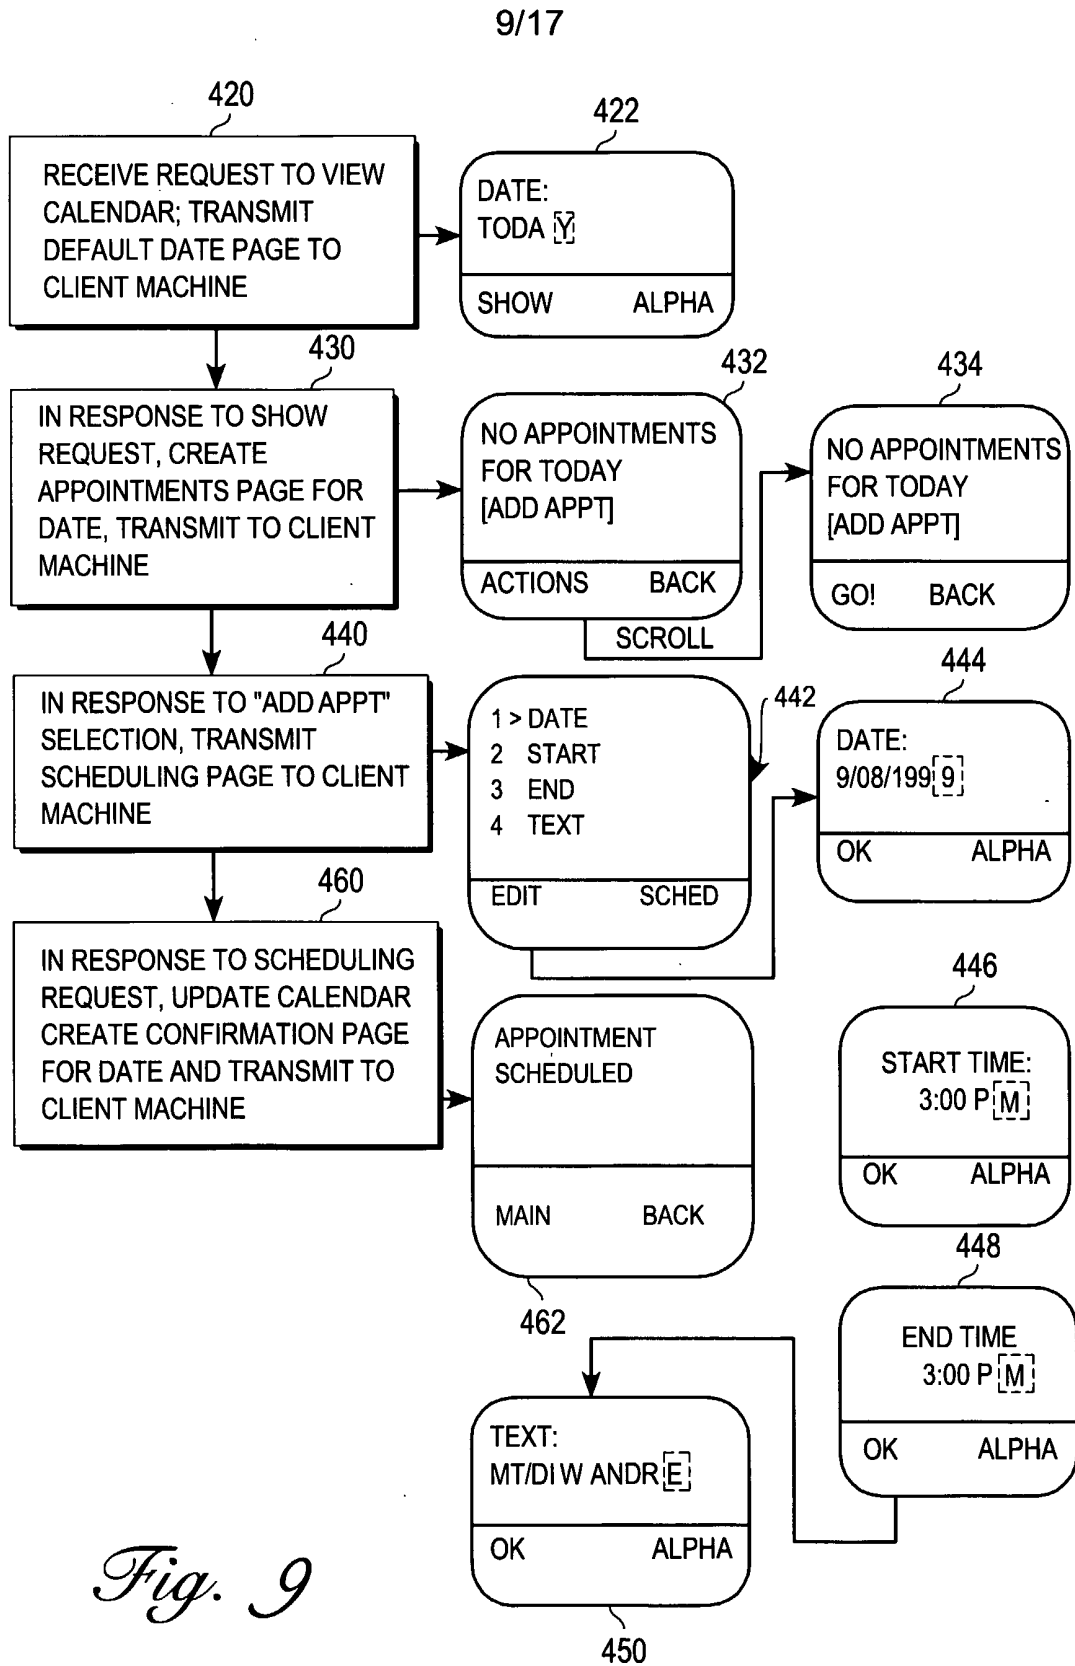 9/17
420
RECEIVE REQUEST TO VIEW
CALENDAR; TRANSMIT
DEFAULT DATE PAGE TO
CLIENT MACHINE
422
DATE:
TODA Y
SHOW ALPHA
430
IN RESPONSE TO SHOW
REQUEST, CREATE
APPOINTMENTS PAGE FOR
DATE, TRANSMIT TO CLIENT
MACHINE
432
NO APPOINTMENTS
FOR TODAY
[ADD APPT]
ACTIONS BACK
SCROLL
434
NO APPOINTMENTS
FOR TODAY
[ADD APPT]
GO! BACK
440
IN RESPONSE TO "ADD APPT"
SELECTION, TRANSMIT
SCHEDULING PAGE TO CLIENT
MACHINE
442
1 > DATE
2 START
3 END
4 TEXT
EDIT SCHED
444
DATE:
9/08/199 9
OK ALPHA
460
IN RESPONSE TO SCHEDULING
REQUEST, UPDATE CALENDAR
CREATE CONFIRMATION PAGE
FOR DATE AND TRANSMIT TO
CLIENT MACHINE
APPOINTMENT
SCHEDULED
MAIN BACK
462
446
START TIME:
3:00 P M
OK ALPHA
448
END TIME
3:00 P M
OK ALPHA
TEXT:
MT/DI W ANDR E
OK ALPHA
450
Fig. 9